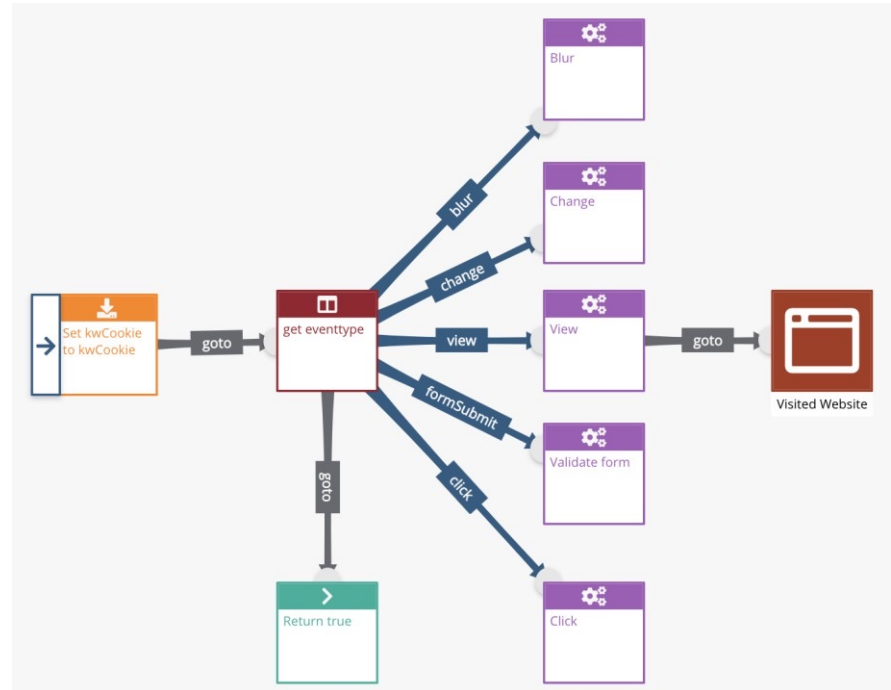 Blur
blur
Change
change
Set kwCookie
to kwCookie
goto
get eventtype
view
View
goto
Visited Website
formSubmit
Validate form
click
goto
Return true
Click